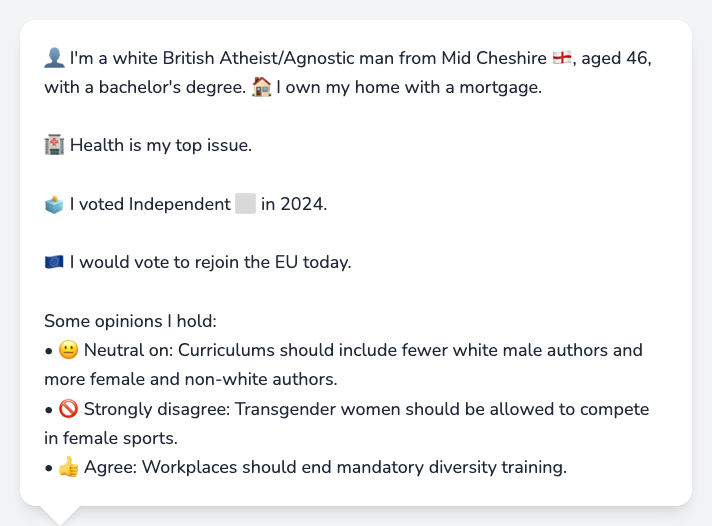 👤 I'm a white British Atheist/Agnostic man from Mid Cheshire 🏴󠁧󠁢󠁥󠁮󠁧󠁿, aged 46,
with a bachelor's degree. 🏠 I own my home with a mortgage.
🏥 Health is my top issue.
🗳️ I voted Independent ⬜ in 2024.
🇪🇺 I would vote to rejoin the EU today.
Some opinions I hold:
• 😐 Neutral on: Curriculums should include fewer white male authors and
more female and non-white authors.
• 🚫 Strongly disagree: Transgender women should be allowed to compete
in female sports.
• 👍 Agree: Workplaces should end mandatory diversity training.